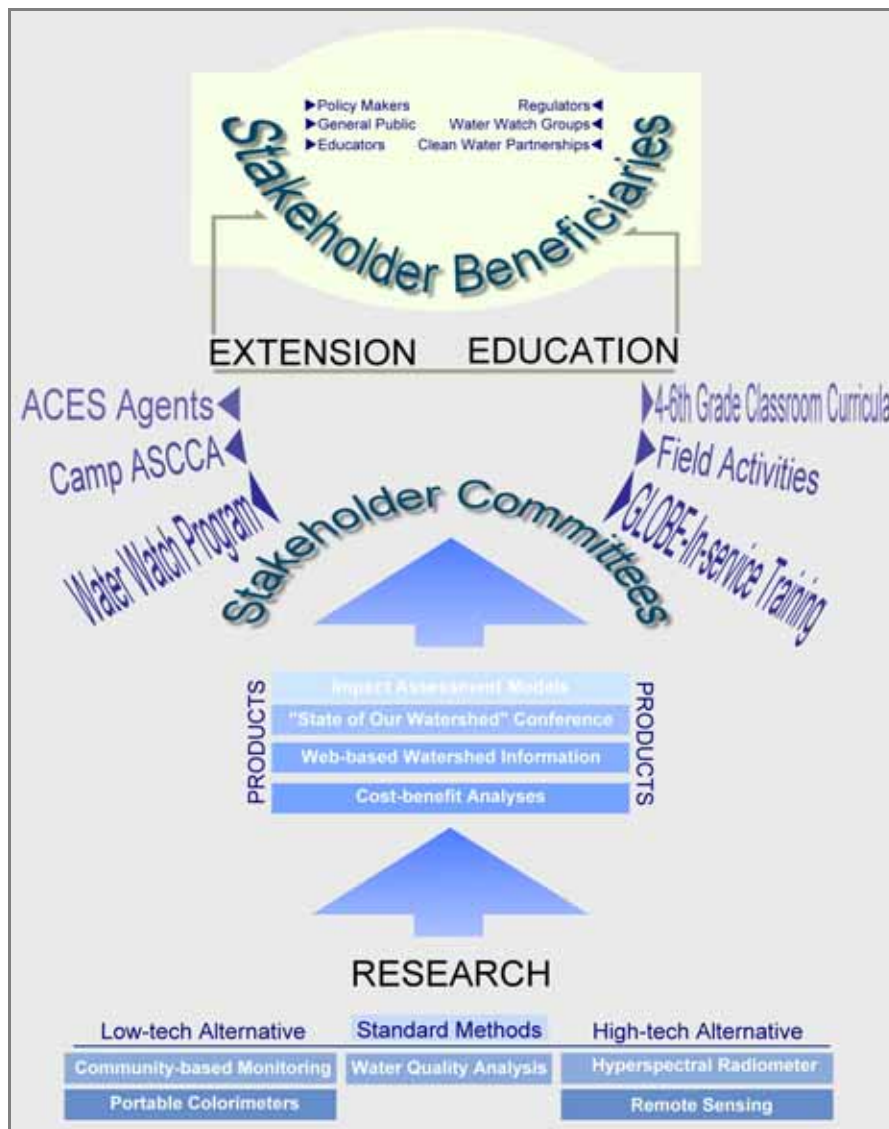 ▶Policy Makers
Regulators◀
▶General Public
Water Watch Groups◀
▶Educators
Clean Water Partnerships◀
Stakeholder Beneficiaries
EXTENSION
EDUCATION
ACES Agents
Camp ASCCA
Water Watch Program
4-6th Grade Classroom Curricula
Field Activities
GLOBE-In-service Training
Stakeholder Committees
PRODUCTS
Impact Assessment Models
"State of Our Watershed" Conference
Web-based Watershed Information
Cost-benefit Analyses
PRODUCTS
RESEARCH
Low-tech Alternative
Standard Methods
High-tech Alternative
Community-based Monitoring
Water Quality Analysis
Hyperspectral Radiometer
Portable Colorimeters
Remote Sensing